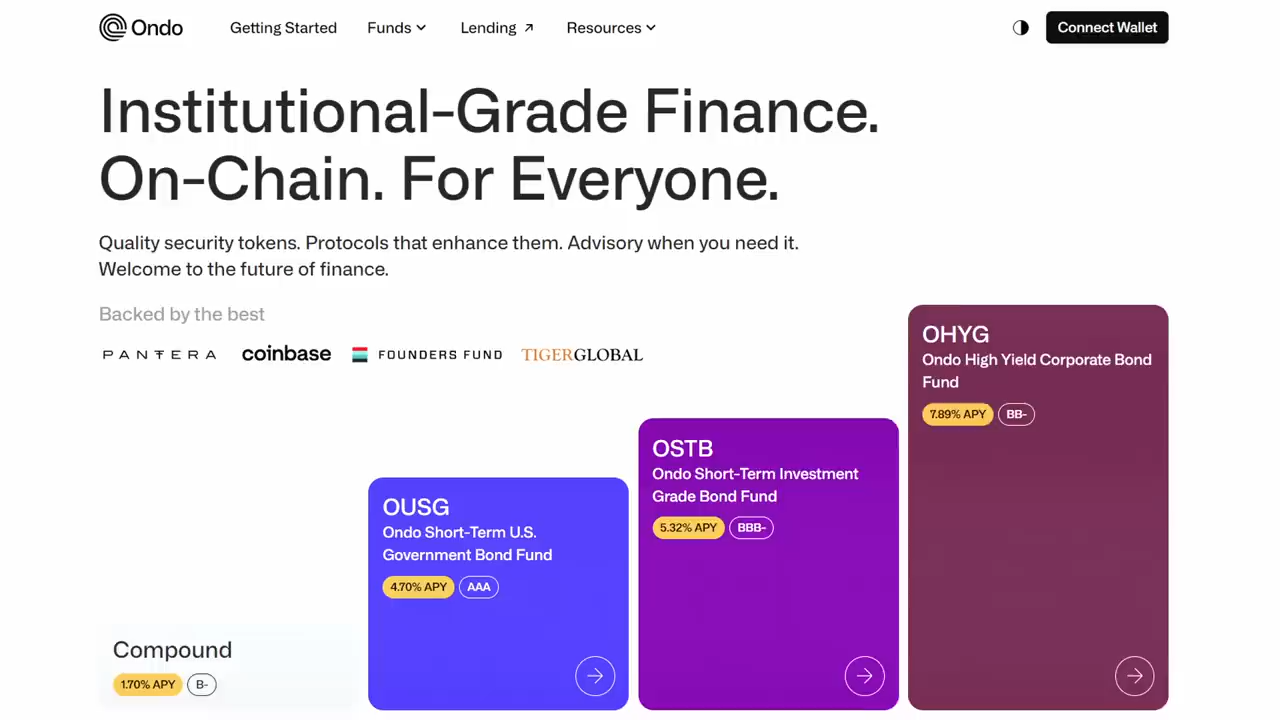 Ondo
Getting Started
Funds
Lending
Resources
Connect Wallet
Institutional-Grade Finance.
On-Chain. For Everyone.
Quality security tokens. Protocols that enhance them. Advisory when you need it.
Welcome to the future of finance.
Backed by the best
PANTERA
coinbase
FOUNDERS FUND
TIGERGLOBAL
Compound
1.70% APY
B-
OUSG
Ondo Short-Term U.S.
Government Bond Fund
4.70% APY
AAA
OSTB
Ondo Short-Term Investment
Grade Bond Fund
5.32% APY
BBB-
OHYG
Ondo High Yield Corporate Bond
Fund
7.89% APY
BB-